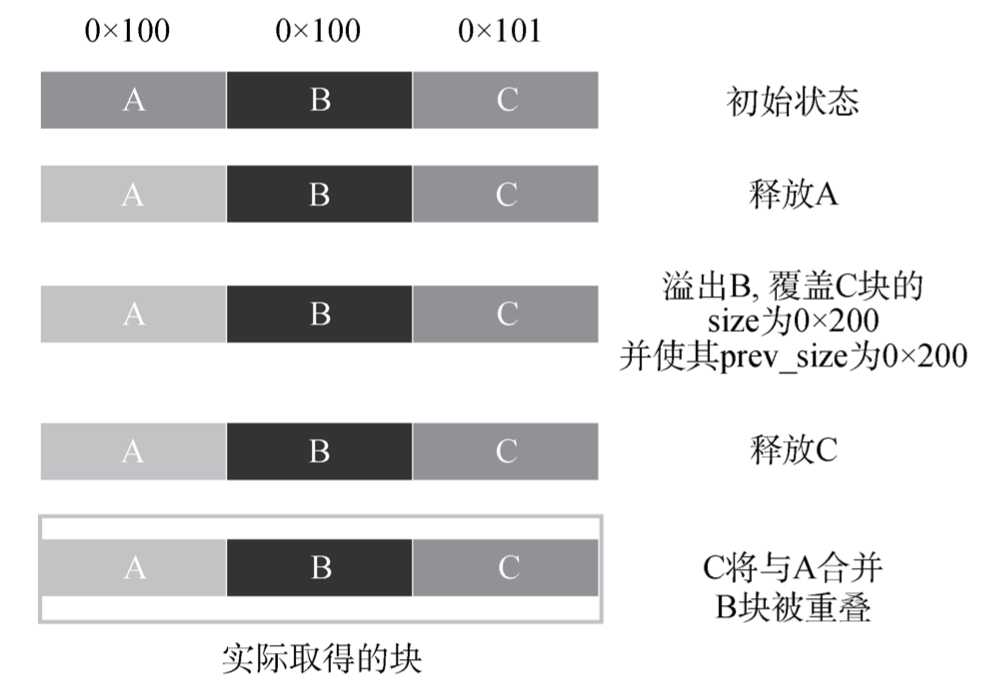 0×100 0×100 0×101
A B C 初始状态
A B C 释放A
A B C 溢出B, 覆盖C块的
size为0×200
并使其prev_size为0×200
A B C 释放C
A B C C将与A合并
B块被重叠
实际取得的块